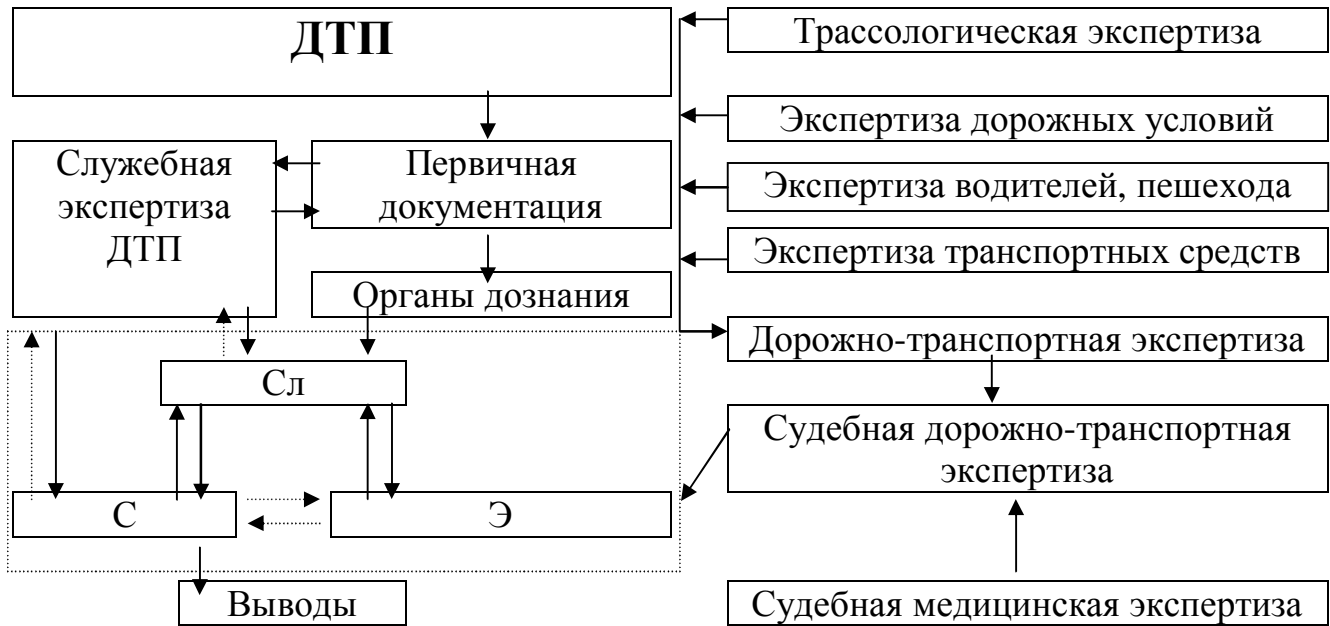 ДТП
Служебная
экспертиза
ДТП
Первичная
документация
Органы дознания
Сл
С
Э
Выводы
Трассологическая экспертиза
Экспертиза дорожных условий
Экспертиза водителей, пешехода
Экспертиза транспортных средств
Дорожно-транспортная экспертиза
Судебная дорожно-транспортная
экспертиза
Судебная медицинская экспертиза